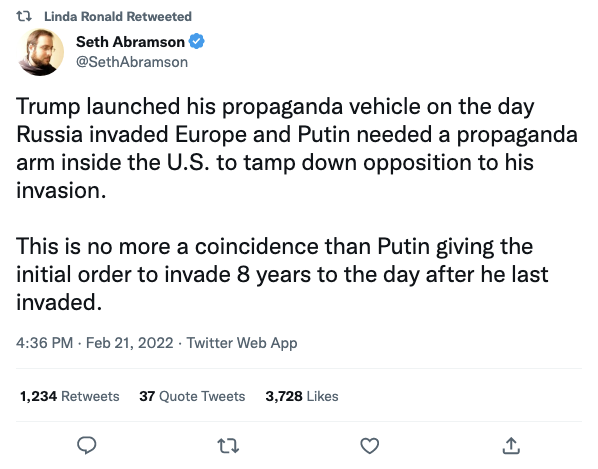 Linda Ronald Retweeted
Seth Abramson
@SethAbramson
Trump launched his propaganda vehicle on the day
Russia invaded Europe and Putin needed a propaganda
arm inside the U.S. to tamp down opposition to his
invasion.
This is no more a coincidence than Putin giving the
initial order to invade 8 years to the day after he last
invaded.
4:36 PM · Feb 21, 2022 · Twitter Web App
1,234 Retweets 37 Quote Tweets 3,728 Likes